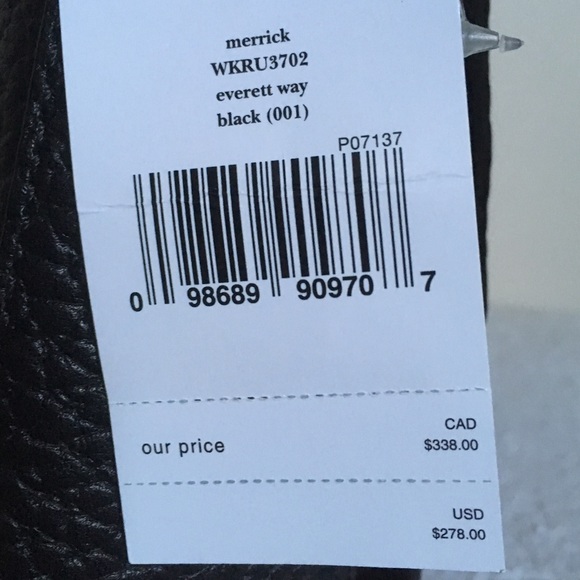 merrick
WKRU3702
everett way
black (001)
P07137
0 98689 90970 7
our price
CAD
$338.00
USD
$278.00